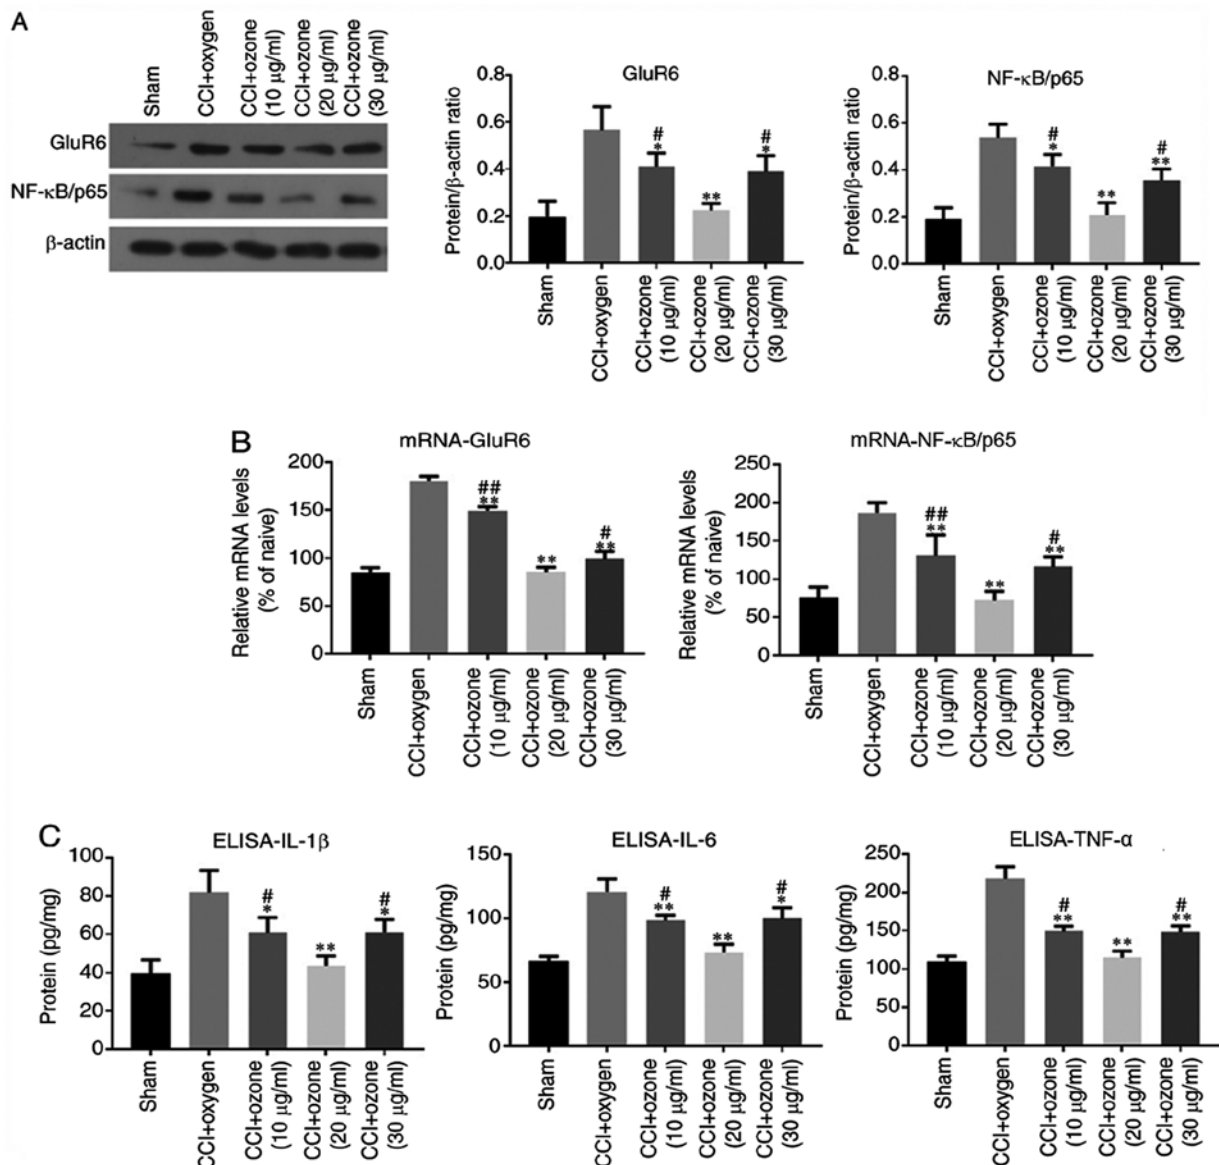 A
Sham
CCI+oxygen
CCI+ozone
(10 μg/ml)
CCI+ozone
(20 μg/ml)
CCI+ozone
(30 μg/ml)
GluR6
NF-κB/p65
β-actin
GluR6
Protein/β-actin ratio
0.8
0.6
0.4
0.2
0.0
#
*
**
#
*
Sham
CCI+oxygen
CCI+ozone
(10 μg/ml)
CCI+ozone
(20 μg/ml)
CCI+ozone
(30 μg/ml)
NF-κB/p65
Protein/β-actin ratio
0.8
0.6
0.4
0.2
0.0
#
*
**
#
**
Sham
CCI+oxygen
CCI+ozone
(10 μg/ml)
CCI+ozone
(20 μg/ml)
CCI+ozone
(30 μg/ml)
B
mRNA-GluR6
Relative mRNA levels
(% of naive)
200
150
100
50
0
##
**
**
#
**
Sham
CCI+oxygen
CCI+ozone
(10 μg/ml)
CCI+ozone
(20 μg/ml)
CCI+ozone
(30 μg/ml)
mRNA-NF-κB/p65
Relative mRNA levels
(% of naive)
250
200
150
100
50
0
##
**
**
#
**
Sham
CCI+oxygen
CCI+ozone
(10 μg/ml)
CCI+ozone
(20 μg/ml)
CCI+ozone
(30 μg/ml)
C
ELISA-IL-1β
Protein (pg/mg)
100
80
60
40
20
0
#
*
**
#
*
Sham
CCI+oxygen
CCI+ozone
(10 μg/ml)
CCI+ozone
(20 μg/ml)
CCI+ozone
(30 μg/ml)
ELISA-IL-6
Protein (pg/mg)
150
100
50
0
#
**
**
#
*
Sham
CCI+oxygen
CCI+ozone
(10 μg/ml)
CCI+ozone
(20 μg/ml)
CCI+ozone
(30 μg/ml)
ELISA-TNF-α
Protein (pg/mg)
250
200
150
100
50
0
#
**
**
#
**
Sham
CCI+oxygen
CCI+ozone
(10 μg/ml)
CCI+ozone
(20 μg/ml)
CCI+ozone
(30 μg/ml)